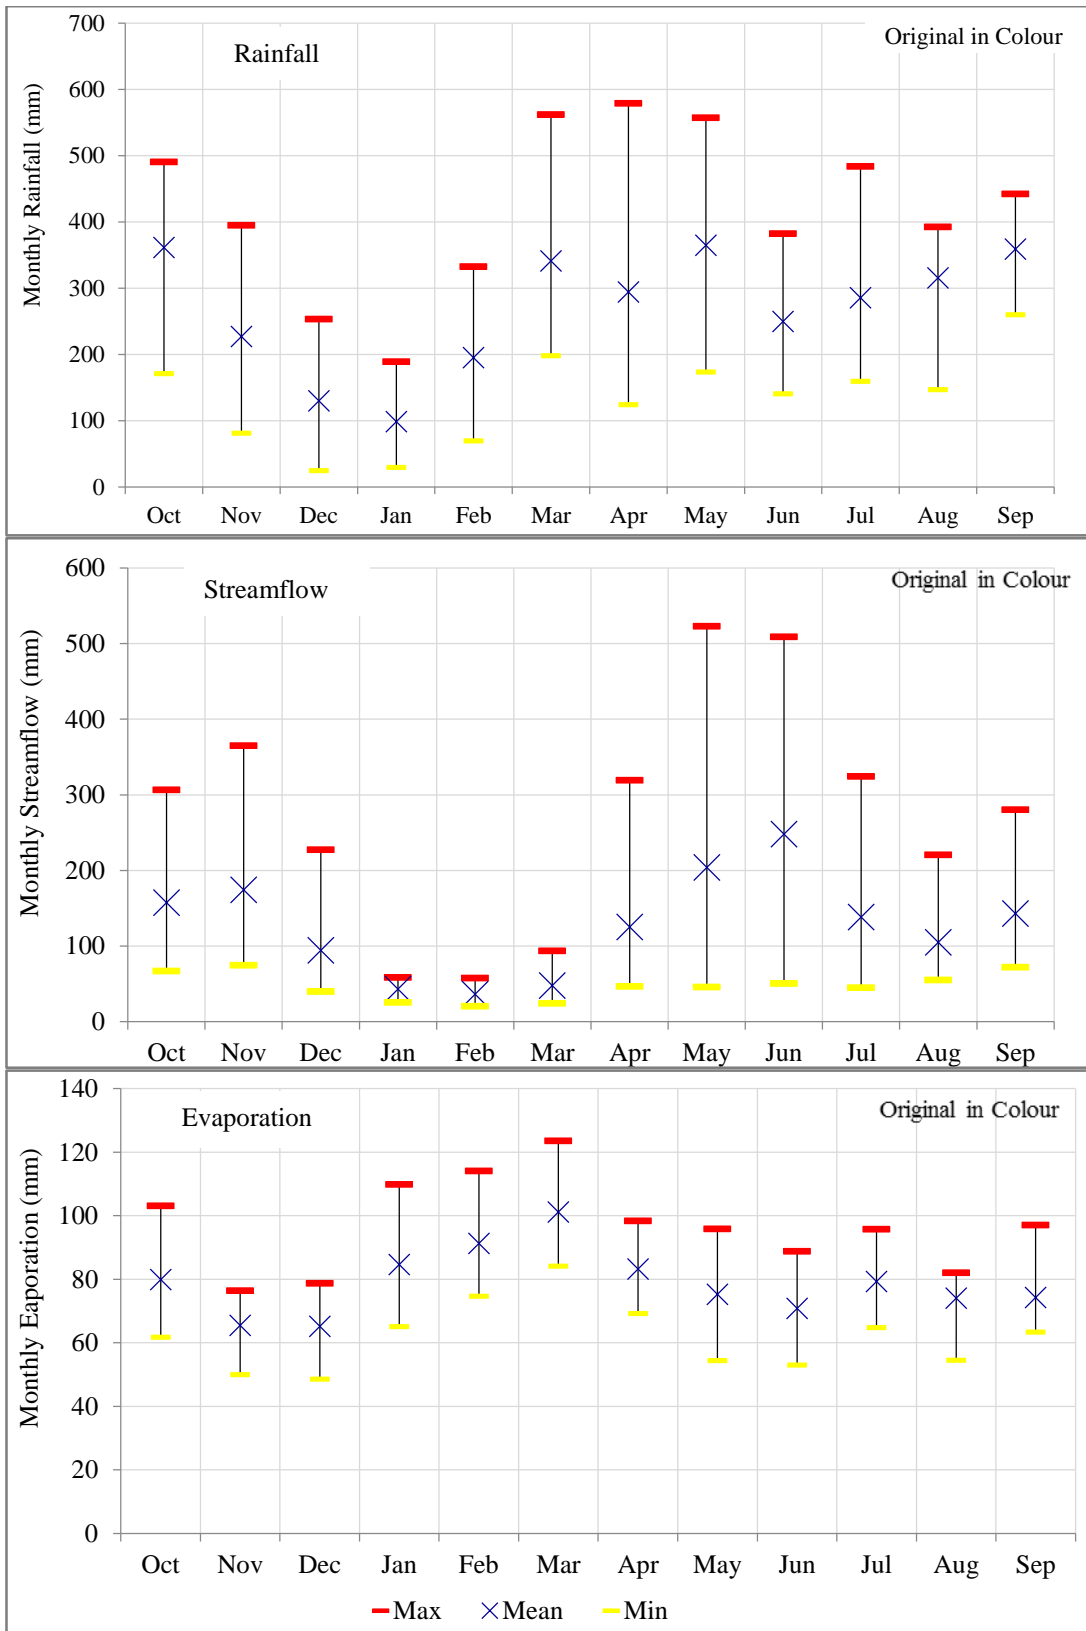 700
Rainfall
Original in Colour
600
500
400
300
200
100
0
Monthly Rainfall (mm)
Oct Nov Dec Jan Feb Mar Apr May Jun Jul Aug Sep
600
Streamflow
Original in Colour
500
400
300
200
100
0
Monthly Streamflow (mm)
Oct Nov Dec Jan Feb Mar Apr May Jun Jul Aug Sep
140
Evaporation
Original in Colour
120
100
80
60
40
20
0
Monthly Eaporation (mm)
Oct Nov Dec Jan Feb Mar Apr May Jun Jul Aug Sep
Max Mean Min